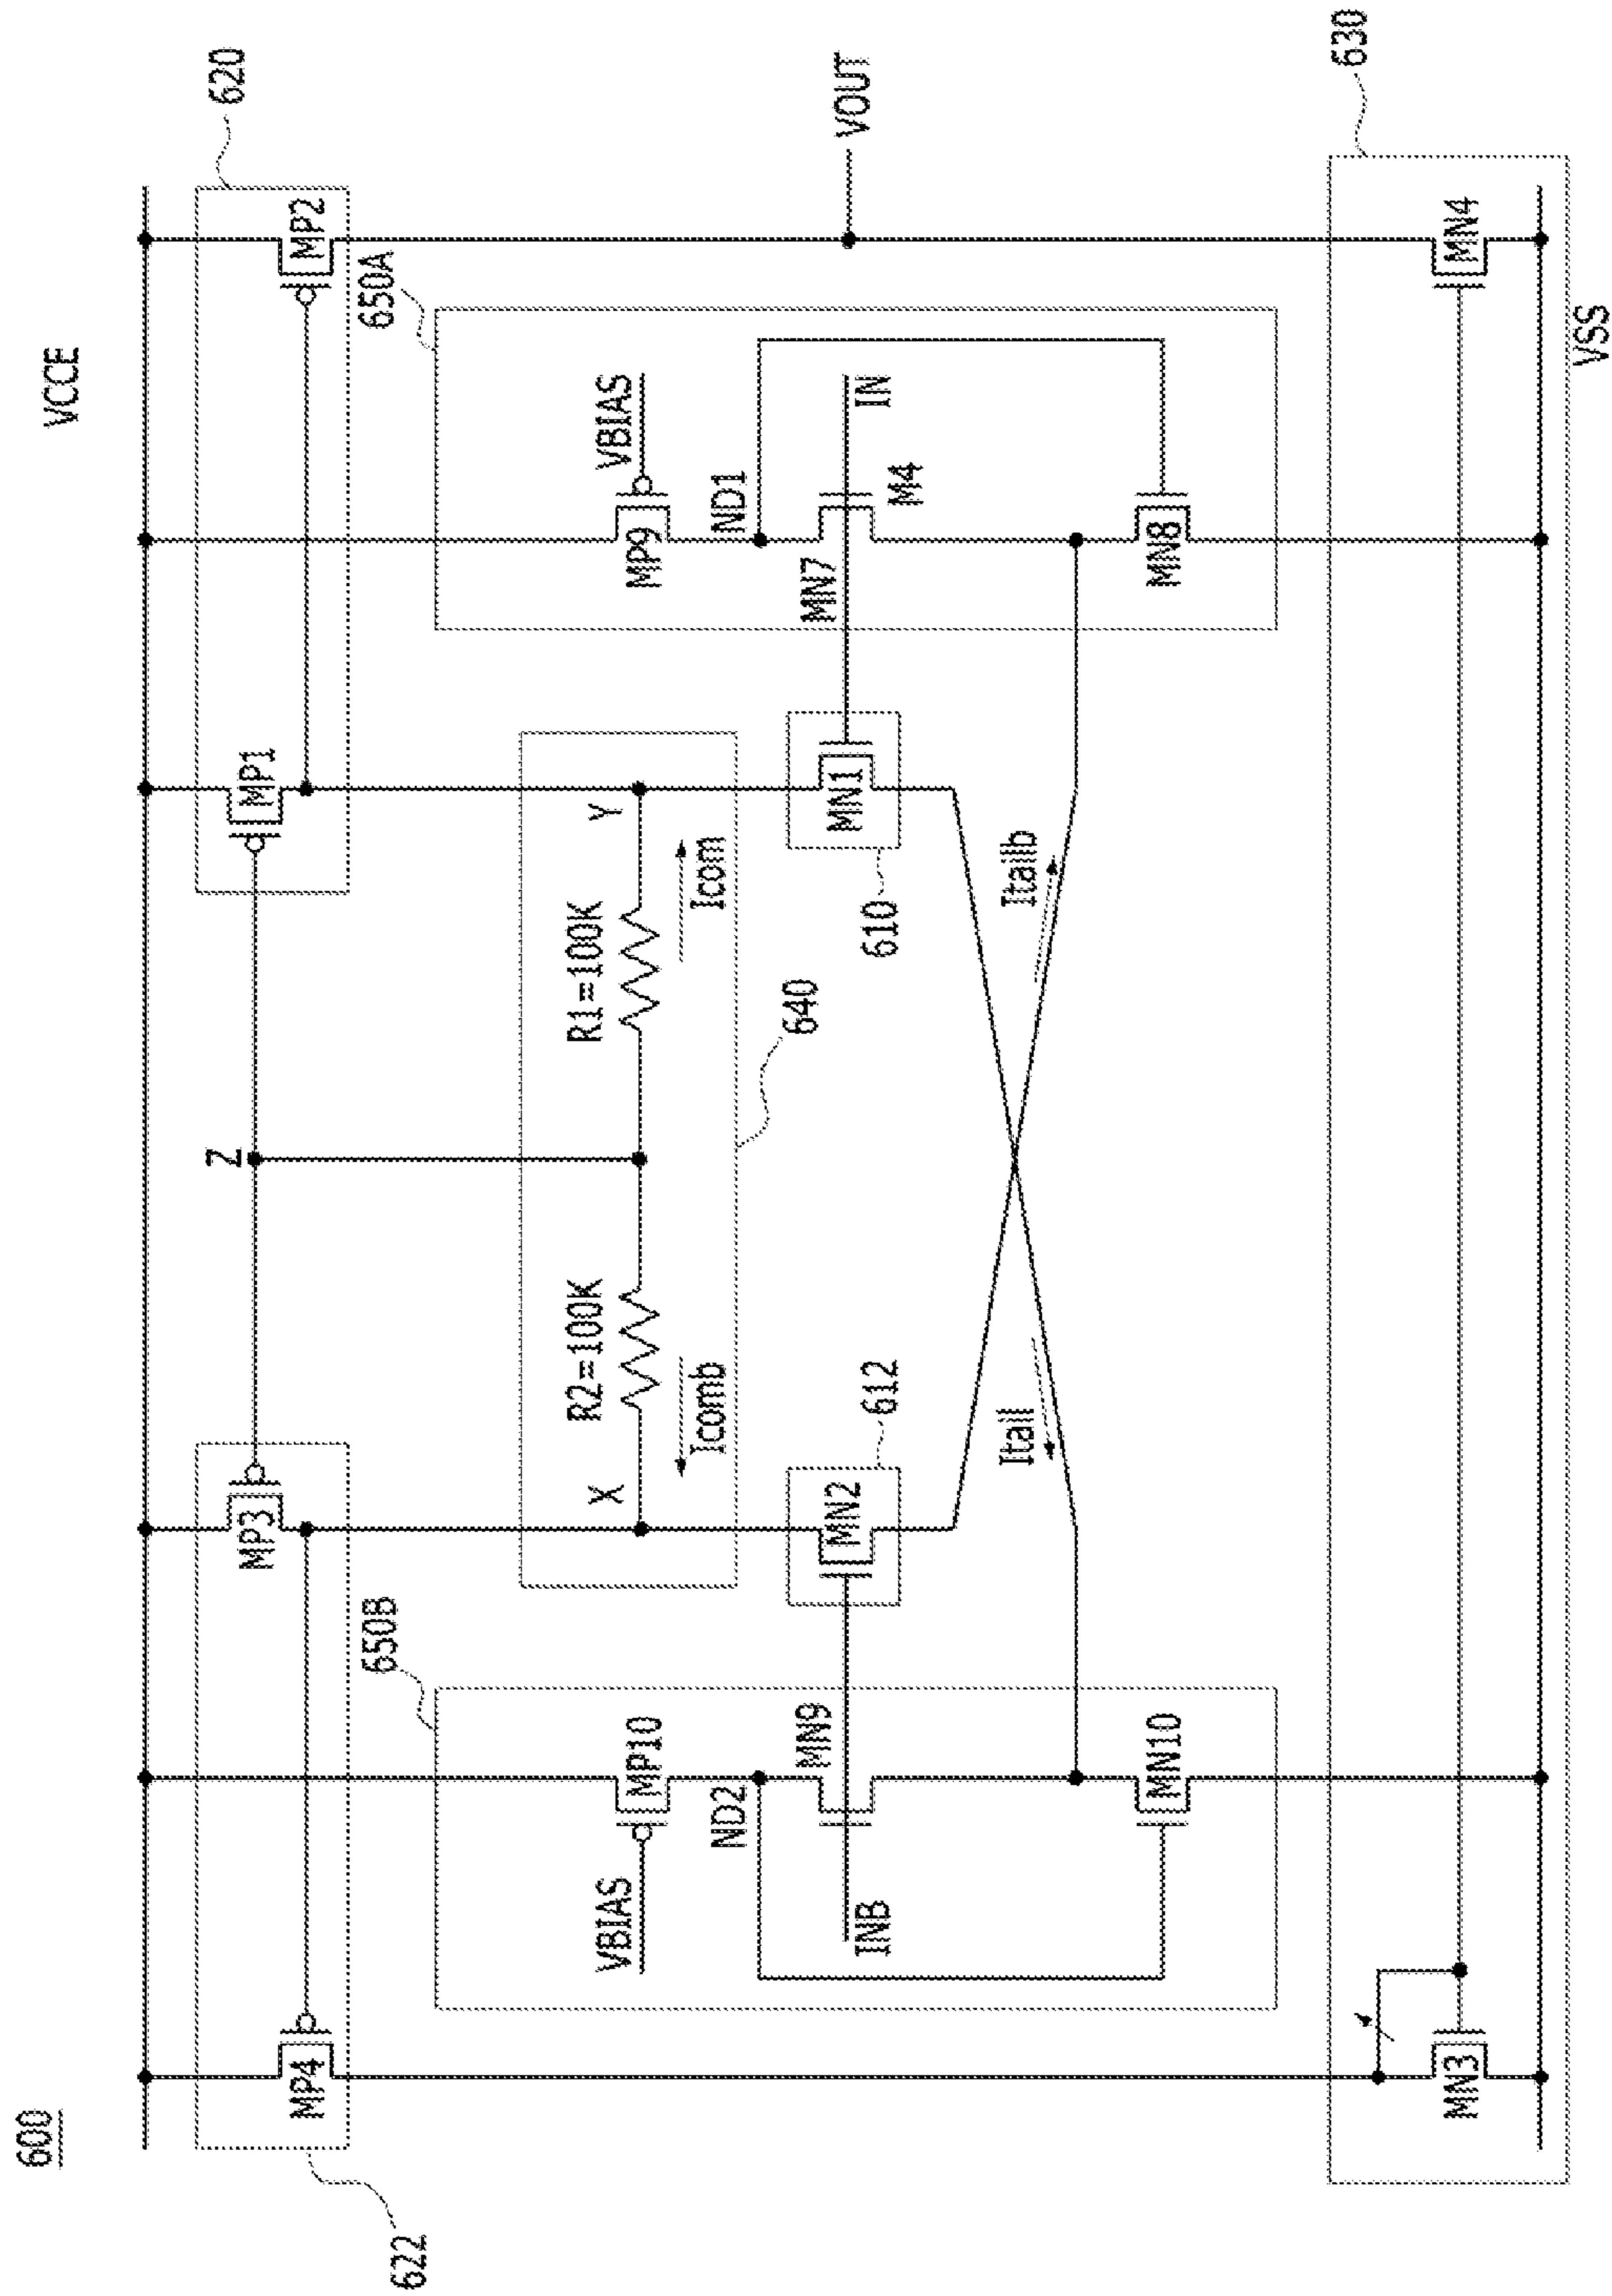 600
VCCE
622
620
MP4
MP3
Z
MP1
MP2
650B
650A
VBIAS
MP10
R2=100K
R1=100K
MP9
VBIAS
ND2
X
Icomb
Icom
Y
ND1
640
INB
MN9
MN2
612
MN1
610
MN7
IN
M4
Itail
Itailb
MN10
MN8
VOUT
MN3
MN4
630
VSS